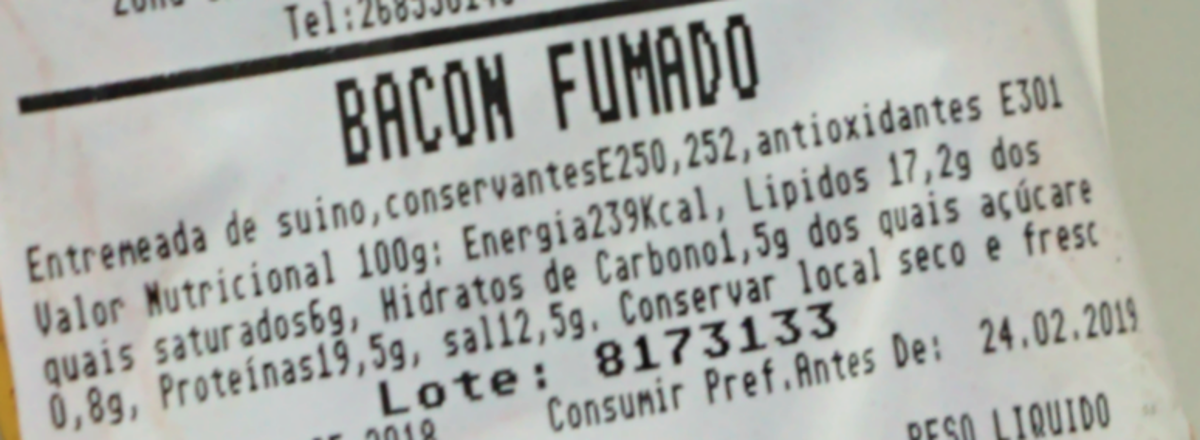 Tel:
BACON FUMADO
Entremeada de suino,conservantesE250,252,antioxidantes E301
Valor Nutricional 100g: Energia239Kcal, Lipidos 17,2g dos
quais saturados6g, Hidratos de Carbono1,5g dos quais açúcare
0,8g, Proteínas19,5g, sal12,5g. Conservar local seco e fresc
Lote: 8173133
Consumir Pref.Antes De: 24.02.2019
2018
PESO LIQUIDO